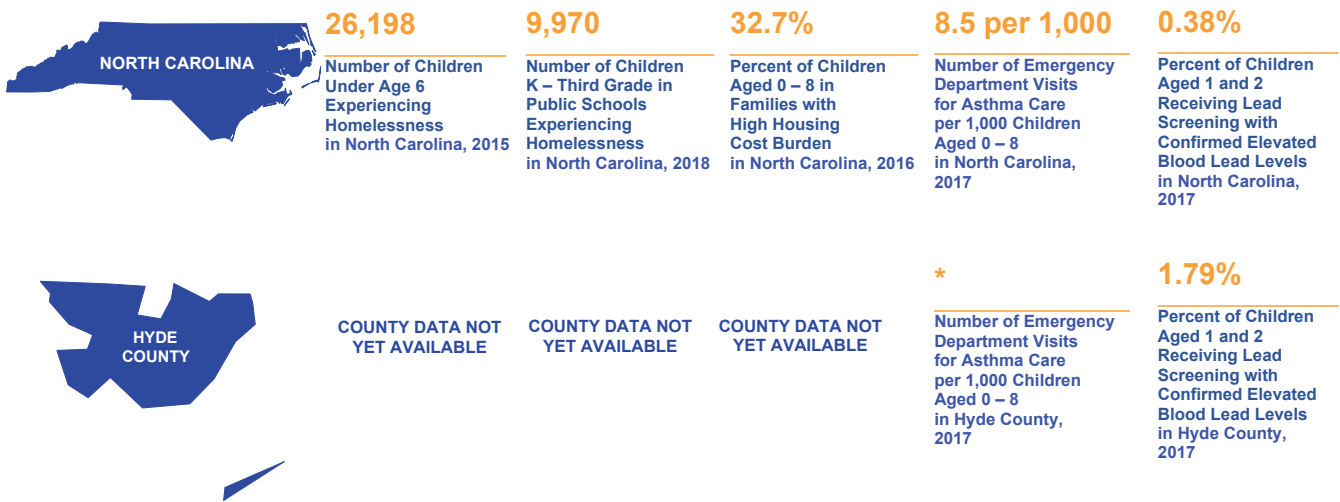 NORTH CAROLINA
26,198
Number of Children
Under Age 6
Experiencing
Homelessness
in North Carolina, 2015
9,970
Number of Children
K – Third Grade in
Public Schools
Experiencing
Homelessness
in North Carolina, 2018
32.7%
Percent of Children
Aged 0 – 8 in
Families with
High Housing
Cost Burden
in North Carolina, 2016
8.5 per 1,000
Number of Emergency
Department Visits
for Asthma Care
per 1,000 Children
Aged 0 – 8
in North Carolina,
2017
0.38%
Percent of Children
Aged 1 and 2
Receiving Lead
Screening with
Confirmed Elevated
Blood Lead Levels
in North Carolina,
2017
HYDE
COUNTY
COUNTY DATA NOT
YET AVAILABLE
COUNTY DATA NOT
YET AVAILABLE
COUNTY DATA NOT
YET AVAILABLE
*
Number of Emergency
Department Visits
for Asthma Care
per 1,000 Children
Aged 0 – 8
in Hyde County,
2017
1.79%
Percent of Children
Aged 1 and 2
Receiving Lead
Screening with
Confirmed Elevated
Blood Lead Levels
in Hyde County,
2017